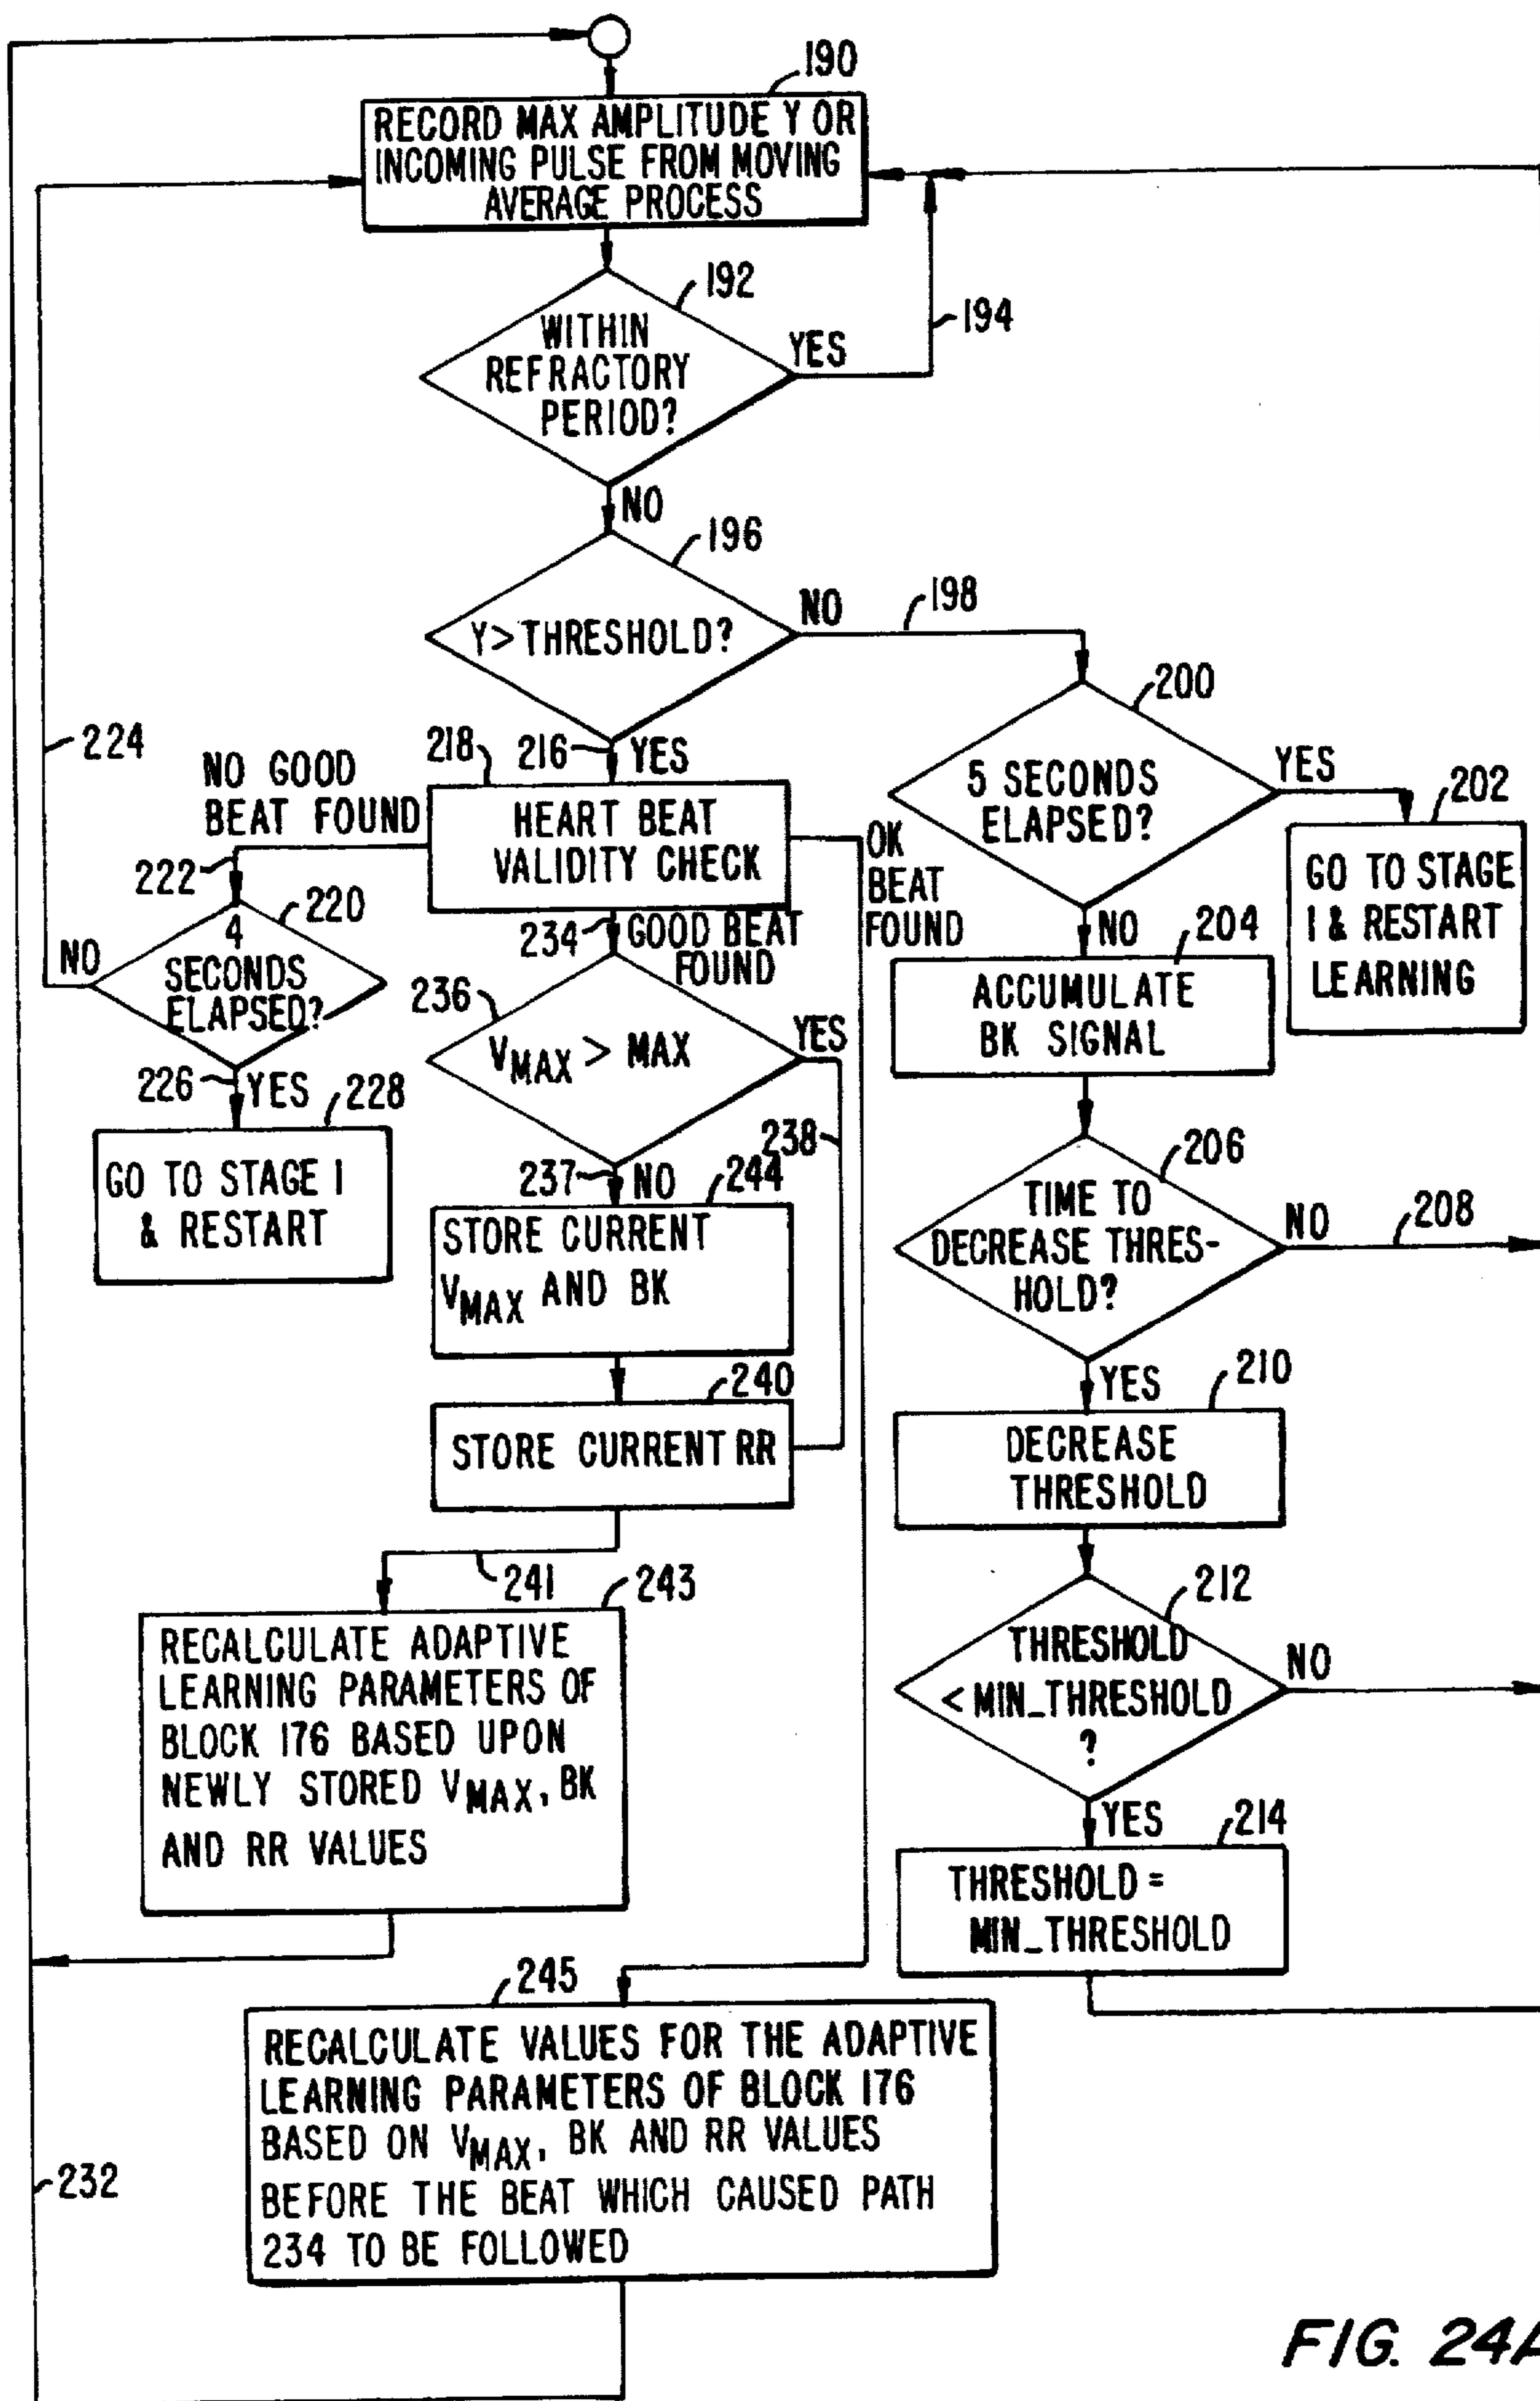 190
RECORD MAX AMPLITUDE Y OR
INCOMING PULSE FROM MOVING
AVERAGE PROCESS
192
WITHIN
REFRACTORY
PERIOD?
YES
194
NO
196
Y > THRESHOLD?
NO
198
200
5 SECONDS
ELAPSED?
YES
202
GO TO STAGE
1 & RESTART
LEARNING
NO
204
ACCUMULATE
BK SIGNAL
206
TIME TO
DECREASE THRES-
HOLD?
NO
208
YES
210
DECREASE
THRESHOLD
212
THRESHOLD
< MIN_THRESHOLD
?
NO
YES
214
THRESHOLD =
MIN_THRESHOLD
216
YES
218
HEART BEAT
VALIDITY CHECK
224
NO GOOD
BEAT FOUND
222
220
4
SECONDS
ELAPSED?
NO
226
YES
228
GO TO STAGE 1
& RESTART
OK
BEAT
FOUND
234
GOOD BEAT
FOUND
236
VMAX > MAX
YES
238
237
NO
244
STORE CURRENT
VMAX AND BK
240
STORE CURRENT RR
241
243
RECALCULATE ADAPTIVE
LEARNING PARAMETERS OF
BLOCK 176 BASED UPON
NEWLY STORED VMAX, BK
AND RR VALUES
245
RECALCULATE VALUES FOR THE ADAPTIVE
LEARNING PARAMETERS OF BLOCK 176
BASED ON VMAX, BK AND RR VALUES
BEFORE THE BEAT WHICH CAUSED PATH
234 TO BE FOLLOWED
232
FIG. 24A